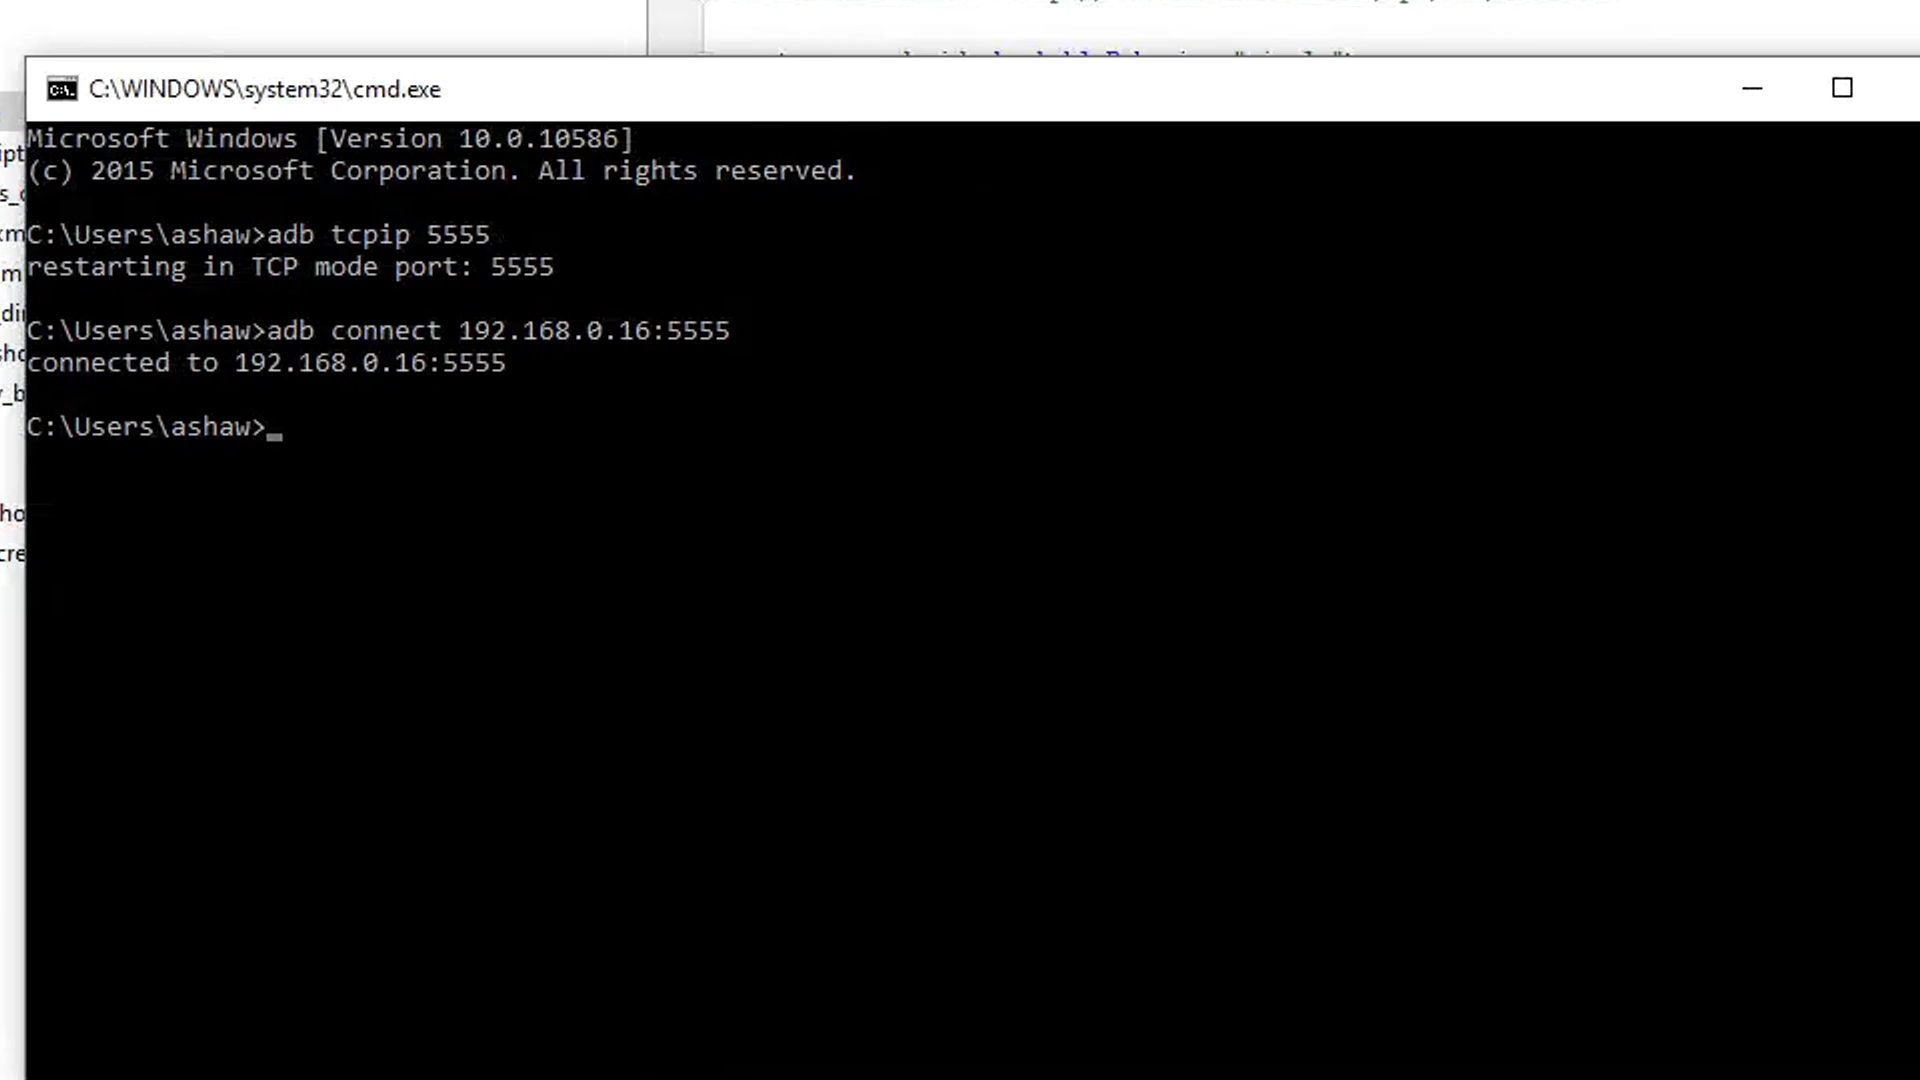 C:\WINDOWS\system32\cmd.exe
Microsoft Windows [Version 10.0.10586]
(c) 2015 Microsoft Corporation. All rights reserved.
C:\Users\ashaw>adb tcpip 5555
restarting in TCP mode port: 5555
C:\Users\ashaw>adb connect 192.168.0.16:5555
connected to 192.168.0.16:5555
C:\Users\ashaw>